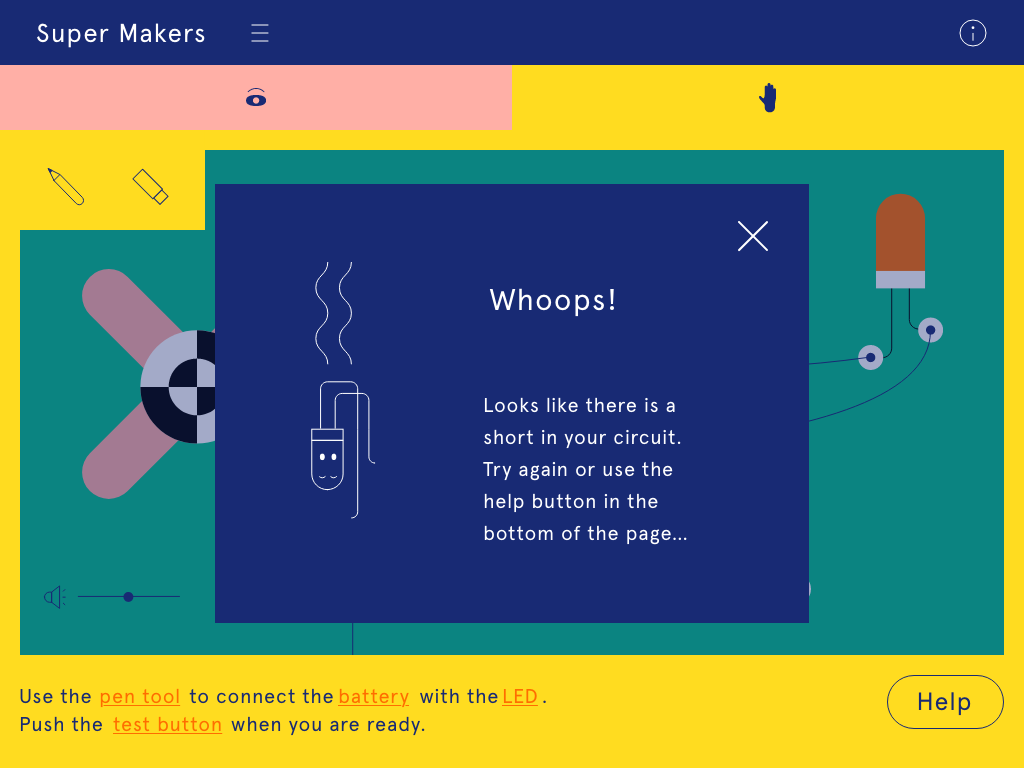 Super Makers
Whoops!
Looks like there is a
short in your circuit.
Try again or use the
help button in the
bottom of the page...
Use the pen tool to connect the battery with the LED.
Push the test button when you are ready.
Help